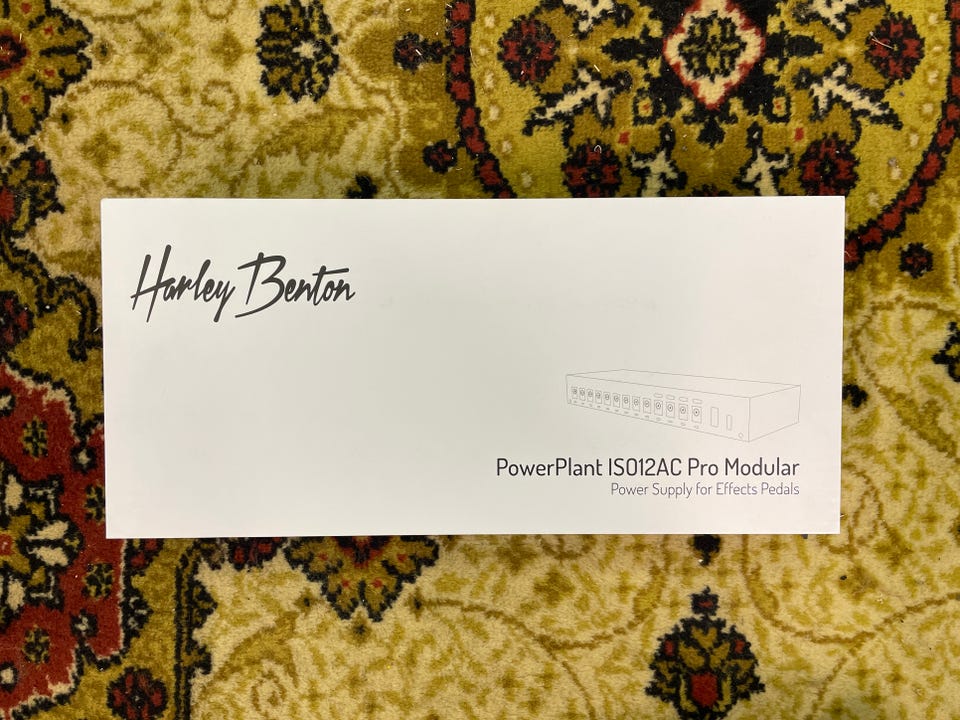 Harley Benton
PowerPlant ISO12AC Pro Modular
Power Supply for Effects Pedals